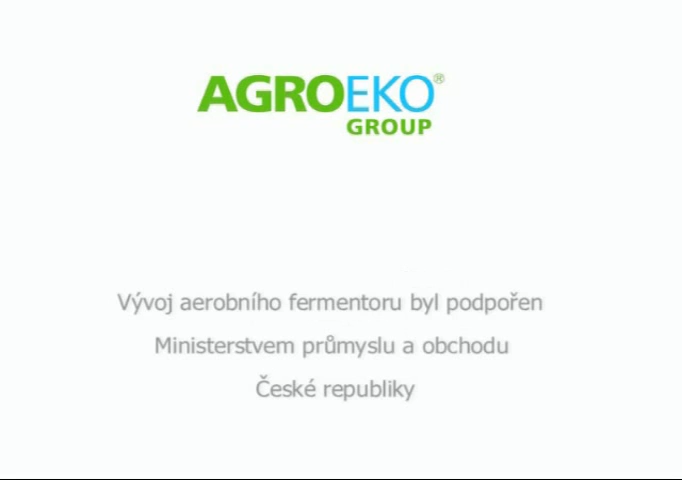 AGROEKO®
GROUP
Vývoj aerobního fermentoru byl podpořen
Ministerstvem průmyslu a obchodu
České republiky